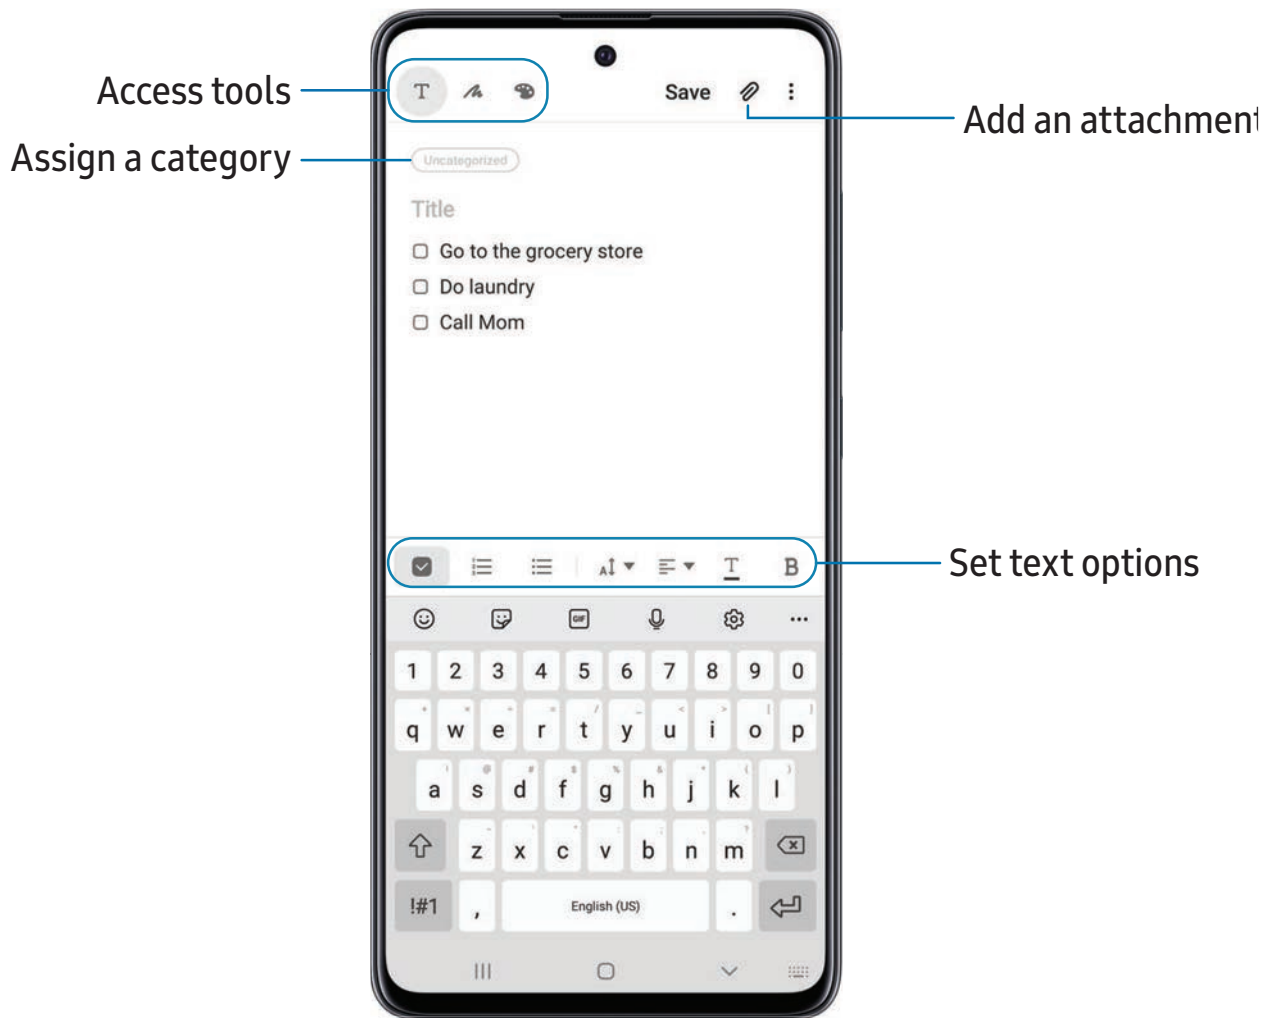 Access tools
T
Save
Add an attachment
Assign a category
Uncategorized
Title
Go to the grocery store
Do laundry
Call Mom
Set text options
A T B
GIF
1 2 3 4 5 6 7 8 9 0
q w e r t y u i o p
a s d f g h j k l
z x c v b n m
!#1 , English (US) .